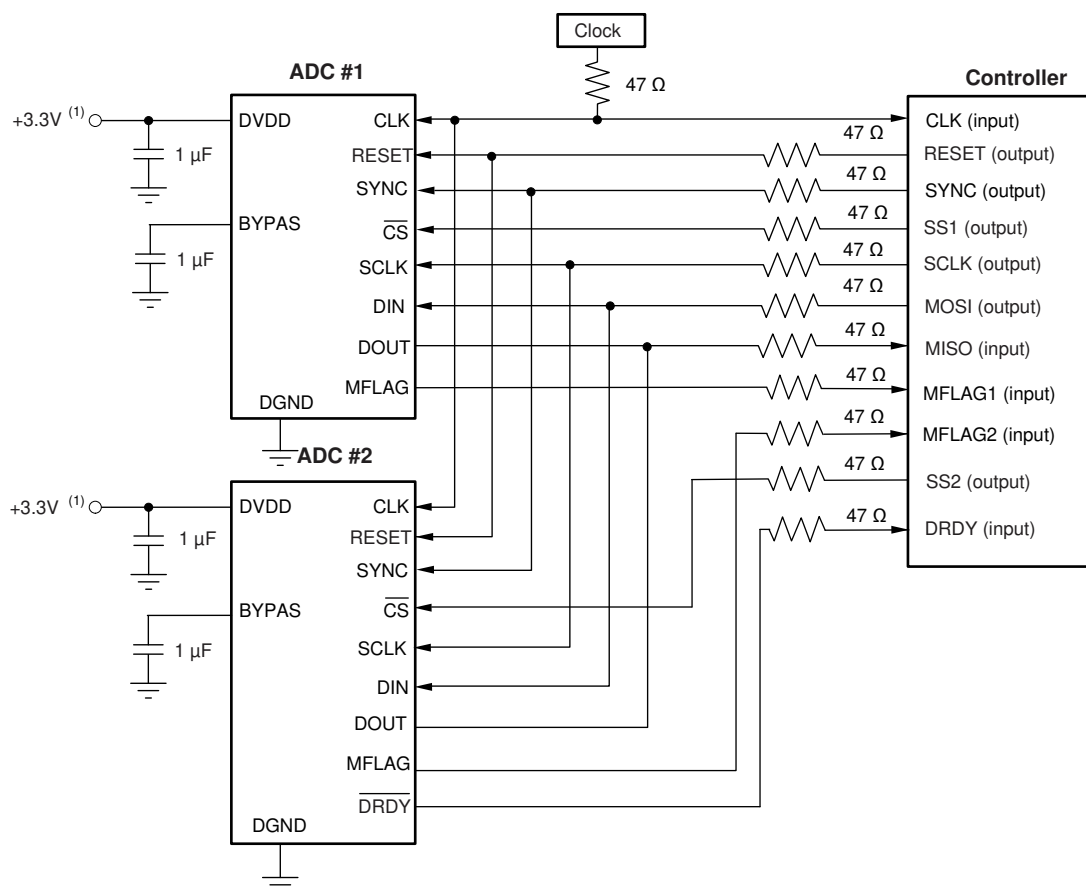 Clock
47 Ω
ADC #1
Controller
+3.3V (1)
DVDD
1 µF
BYPAS
1 µF
DGND
CLK
RESET
SYNC
CS
SCLK
DIN
DOUT
MFLAG
47 Ω
47 Ω
47 Ω
47 Ω
47 Ω
47 Ω
47 Ω
47 Ω
47 Ω
47 Ω
CLK (input)
RESET (output)
SYNC (output)
SS1 (output)
SCLK (output)
MOSI (output)
MISO (input)
MFLAG1 (input)
MFLAG2 (input)
SS2 (output)
DRDY (input)
ADC #2
+3.3V (1)
DVDD
1 µF
BYPAS
1 µF
DGND
CLK
RESET
SYNC
CS
SCLK
DIN
DOUT
MFLAG
DRDY